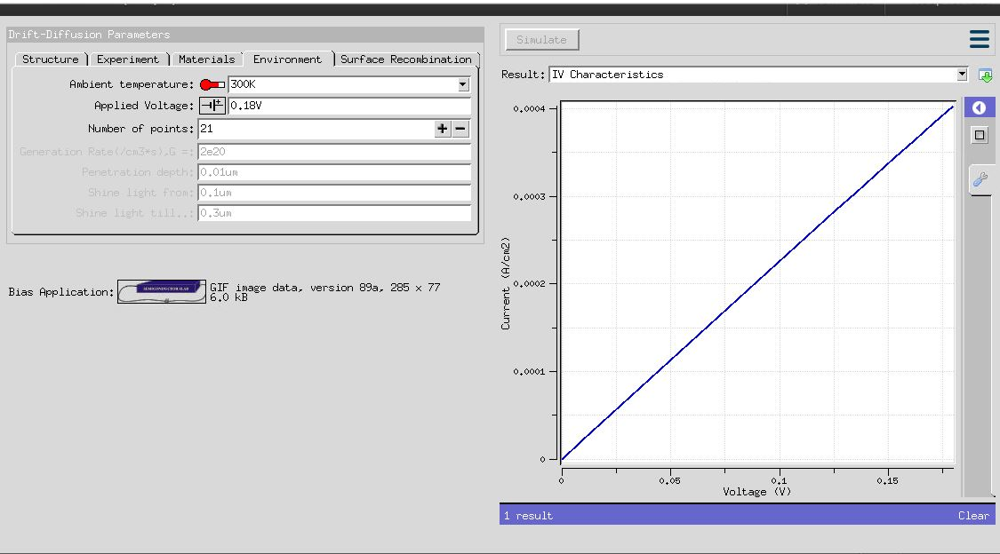 Drift-Diffusion Parameters
Structure Experiment Materials Environment Surface Recombination
Ambient temperature: 300K
Applied Voltage: 0.18V
Number of points: 21 + −
Generation Rate(/cm3*s),G =: 2e20
Penetration depth: 0.01um
Shine light from: 0.1um
Shine light till..: 0.3um
Bias Application: SEMICONDUCTOR SLAB GIF image data, version 89a, 285 x 77
6.0 kB
Simulate
Result: IV Characteristics
0.0004
0.0003
0.0002
0.0001
0
Current (A/cm2)
0 0.05 0.1 0.15
Voltage (V)
1 result Clear